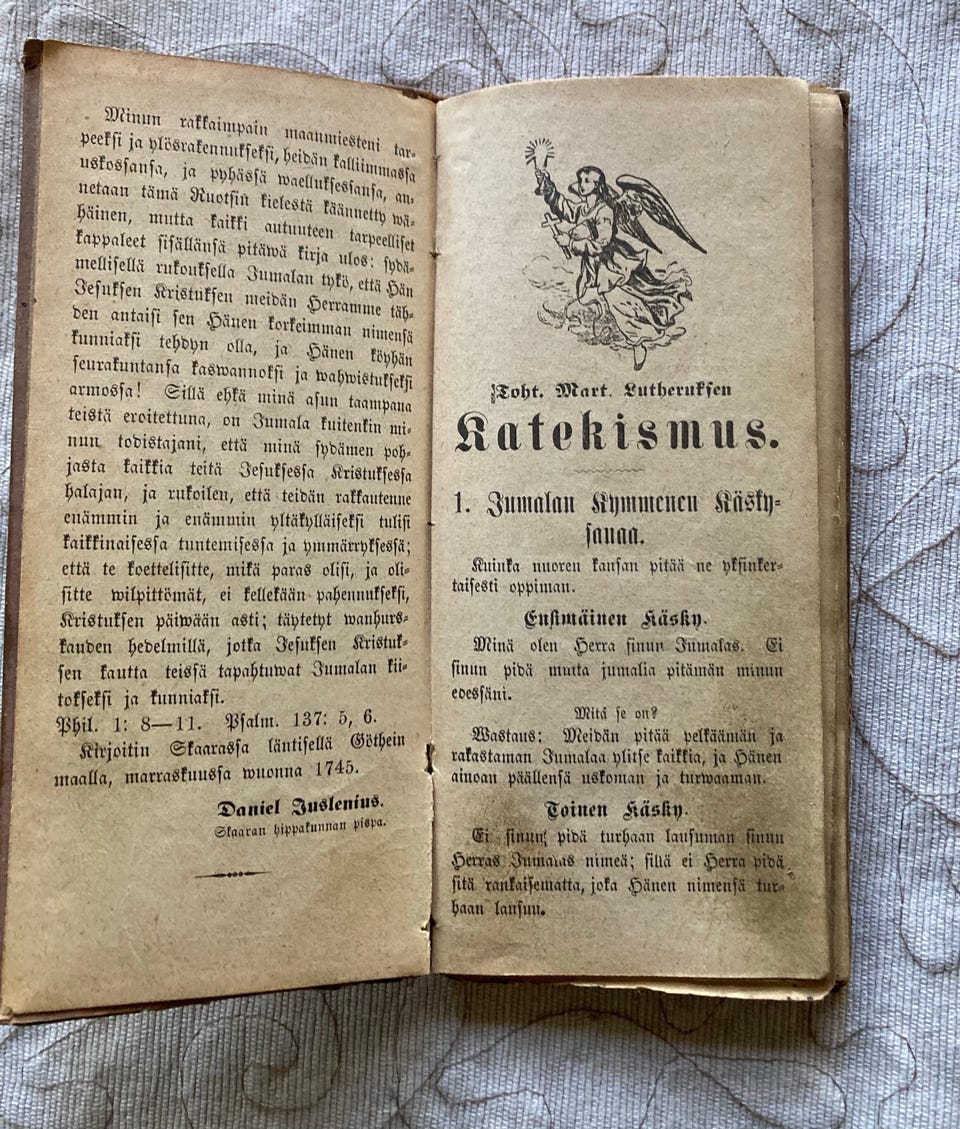 Minun rakkaimpain maanmiesteni tar-
peeksi ja ylösrakennukseksi, heidän kalliimmassa
uskossansa, ja pyhässä waelluksessansa, an-
netaan tämä Ruotsin kielestä käännetty wä-
häinen, mutta kaikki autuuteen tarpeelliset
kappaleet sisällänsä pitäwä kirja ulos: sydä-
mellisellä rukouksella Jumalan tykö, että Hän
Jesuksen Kristuksen meidän Herramme täh-
den antaisi sen Hänen korkeimman nimensä
kunniaksi tehdyn olla, ja Hänen köyhän
seurakuntansa kaswannoksi ja wahwistukseksi
armossa! Sillä ehkä minä asun taampana
teistä eroitettuna, on Jumala kuitenkin mi-
nun todistajani, että minä sydämen poh-
jasta kaikkia teitä Jesuksessa Kristuksessa
halajan, ja rukoilen, että teidän rakkautenne
enämmin ja enämmin yltäkylläiseksi tulisi
kaikkinaisessa tuntemisessa ja ymmärryksessä;
että te koettelisitte, mikä paras olisi, ja oli-
sitte wilpittömät, ei kellekään pahennukseksi,
Kristuksen päiwään asti; täytetyt wanhurs-
kauden hedelmillä, jotka Jesuksen Kristuk-
sen kautta teissä tapahtuwat Jumalan kii-
tokseksi ja kunniaksi.
Phil. 1: 8—11. Psalm. 137: 5, 6.
Kirjoitin Skaarassa läntisellä Göthein
maalla, marraskuussa wuonna 1745.
Daniel Juslenius.
Skaaran hippakunnan pispa.
Toht. Mart. Lutheruksen
Katekismus.
1. Jumalan Kymmenen Käsky-
sanaa.
Kuinka nuoren kansan pitää ne yksinker-
taisesti oppiman.
Ensimäinen Käsky.
Minä olen Herra sinun Jumalas. Ei
sinun pidä muita jumalia pitämän minun
edessäni.
Mitä se on?
Wastaus: Meidän pitää pelkäämän ja
rakastaman Jumalaa ylitse kaikkia, ja Hänen
ainoan päällensä uskoman ja turwaaman.
Toinen Käsky.
Ei sinun pidä turhaan lausuman sinun
Herras Jumalas nimeä; sillä ei Herra pidä
sitä rankaisematta, joka Hänen nimensä tur-
haan lausuu.